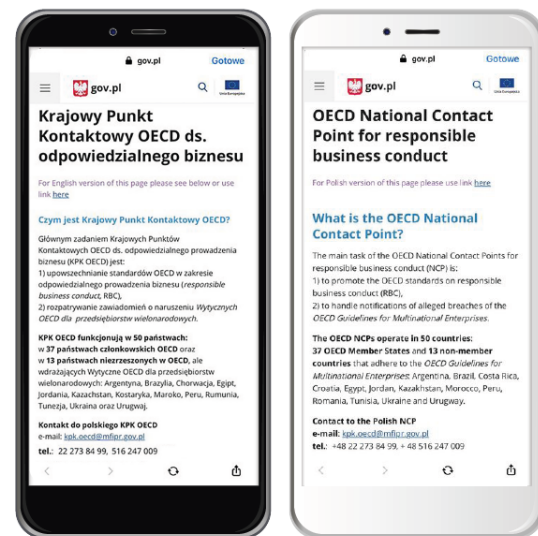 gov.pl
Gotowe
gov.pl
Krajowy Punkt
Kontaktowy OECD ds.
odpowiedzialnego biznesu
For English version of this page please see below or use
link here
Czym jest Krajowy Punkt Kontaktowy OECD?
Głównym zadaniem Krajowych Punktów
Kontaktowych OECD ds. odpowiedzialnego prowadzenia
biznesu (KPK OECD) jest:
1) upowszechnianie standardów OECD w zakresie
odpowiedzialnego prowadzenia biznesu (responsible
business conduct, RBC),
2) rozpatrywanie zawiadomień o naruszeniu Wytycznych
OECD dla przedsiębiorstw wielonarodowych.
KPK OECD funkcjonują w 50 państwach:
w 37 państwach członkowskich OECD oraz
w 13 państwach niezrzeszonych w OECD, ale
wdrażających Wytyczne OECD dla przedsiębiorstw
wielonarodowych: Argentyna, Brazylia, Chorwacja, Egipt,
Jordania, Kazachstan, Kostaryka, Maroko, Peru, Rumunia,
Tunezja, Ukraina oraz Urugwaj.
Kontakt do polskiego KPK OECD
e-mail: kpk.oecd@mfipr.gov.pl
tel.: 22 273 84 99, 516 247 009
gov.pl
Gotowe
gov.pl
OECD National Contact
Point for responsible
business conduct
For Polish version of this page please use link here
What is the OECD National
Contact Point?
The main task of the OECD National Contact Points for
responsible business conduct (NCP) is:
1) to promote the OECD standards on responsible
business conduct (RBC),
2) to handle notifications of alleged breaches of the
OECD Guidelines for Multinational Enterprises.
The OECD NCPs operate in 50 countries:
37 OECD Member States and 13 non-member
countries that adhere to the OECD Guidelines for
Multinational Enterprises: Argentina, Brazil, Costa Rica,
Croatia, Egypt, Jordan, Kazakhstan, Morocco, Peru,
Romania, Tunisia, Ukraine and Urugway.
Contact to the Polish NCP
e-mail: kpk.oecd@mfipr.gov.pl
tel.: +48 22 273 84 99, + 48 516 247 009